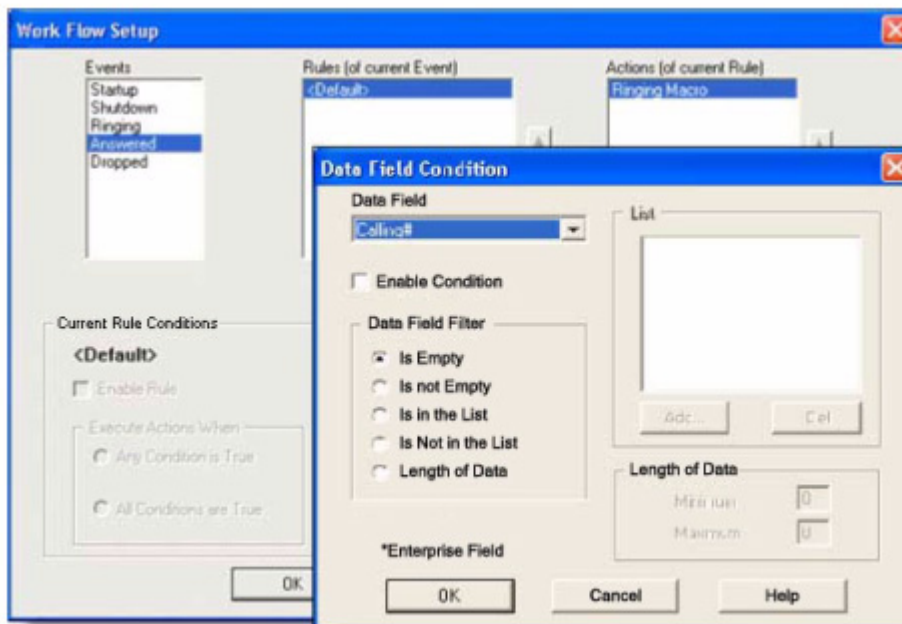 Work Flow Setup
Events
Startup
Shutdown
Ringing
Answered
Dropped
Rules (of current Event)
<Default>
Actions (of current Rule)
Ringing Macro
Current Rule Conditions
<Default>
Enable Rule
Execute Actions When
Any Condition is True
All Conditions are True
OK
Data Field Condition
Data Field
Calling#
Enable Condition
Data Field Filter
Is Empty
Is not Empty
Is in the List
Is Not in the List
Length of Data
*Enterprise Field
List
Add...
Del
Length of Data
Minimum 0
Maximum 0
OK
Cancel
Help